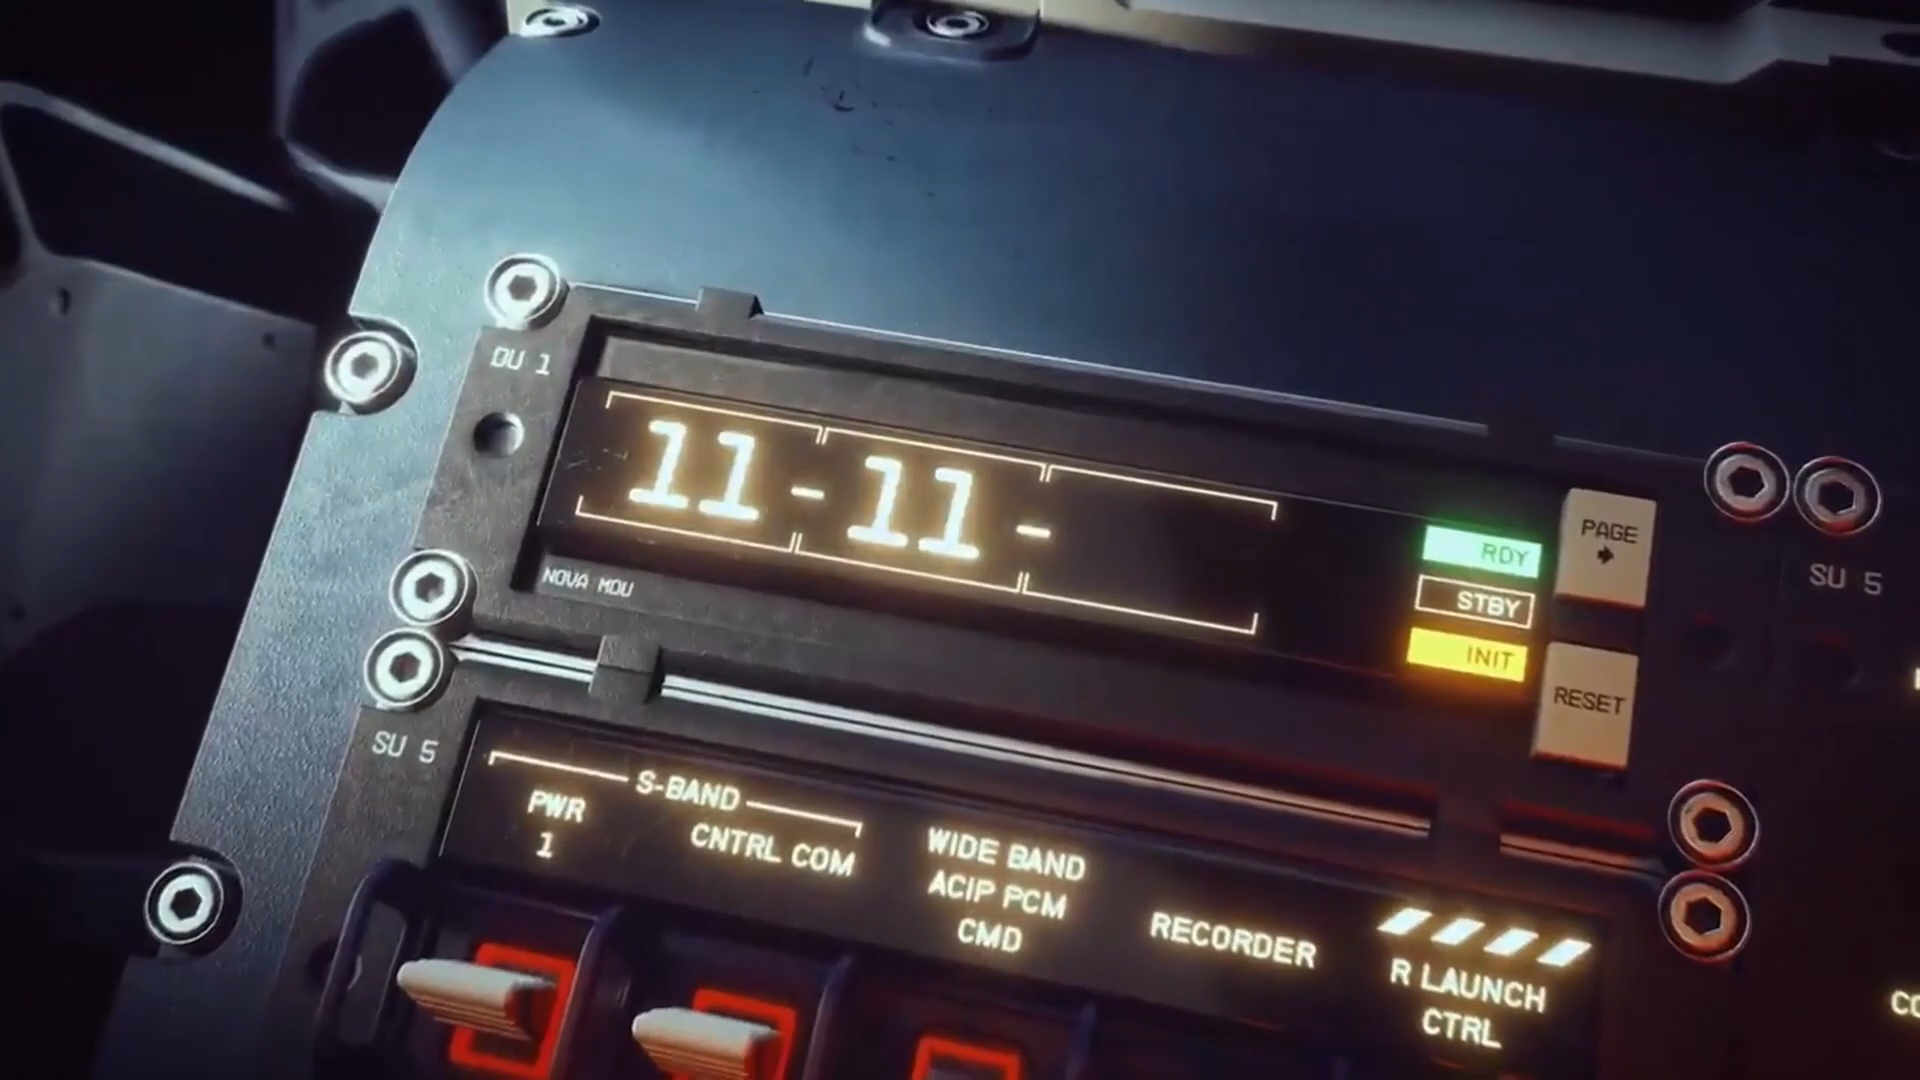 DU 1
11-11-
RDY
STBY
INIT
PAGE
RESET
NOVA MDU
SU 5
SU 5
S-BAND
PWR
1
CNTRL COM
WIDE BAND
ACIP PCM
CMD
RECORDER
R LAUNCH
CTRL